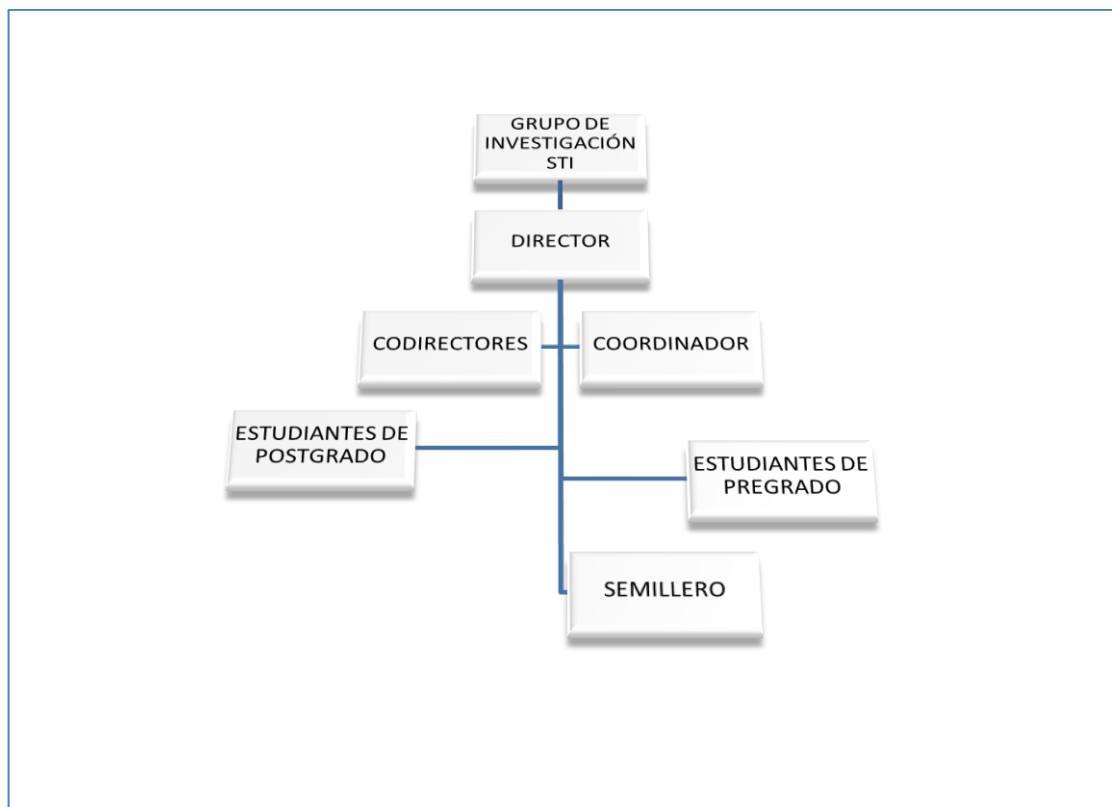 GRUPO DE
INVESTIGACIÓN
STI
DIRECTOR
CODIRECTORES
COORDINADOR
ESTUDIANTES DE
POSTGRADO
ESTUDIANTES DE
PREGRADO
SEMILLERO